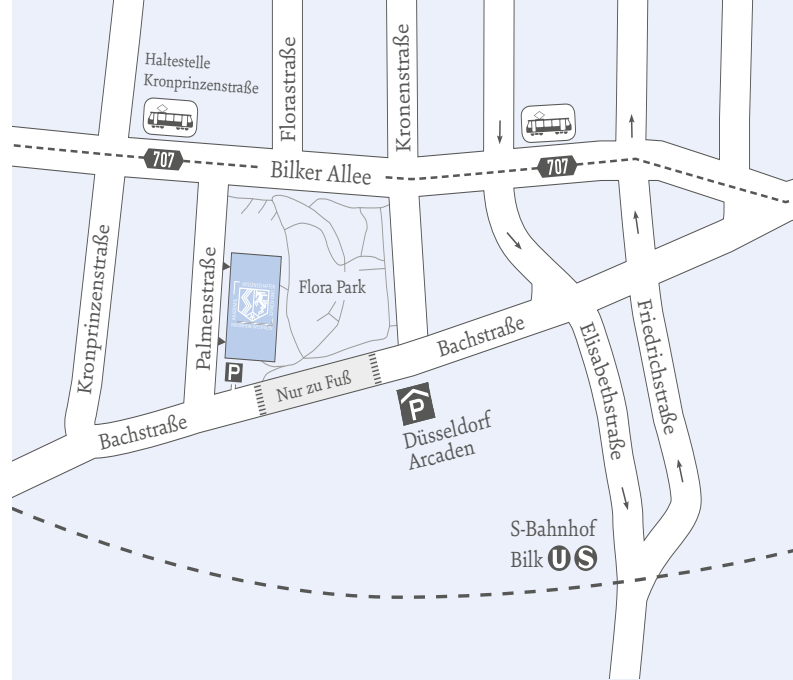 Haltestelle
Kronprinzenstraße
Florastraße
Kronenstraße
707
Bilker Allee
707
Kronprinzenstraße
Palmenstraße
Flora Park
P
Nur zu Fuß
Bachstraße
Bachstraße
P
Düsseldorf
Arcaden
Elisabethstraße
Friedrichstraße
S-Bahnhof
Bilk U S